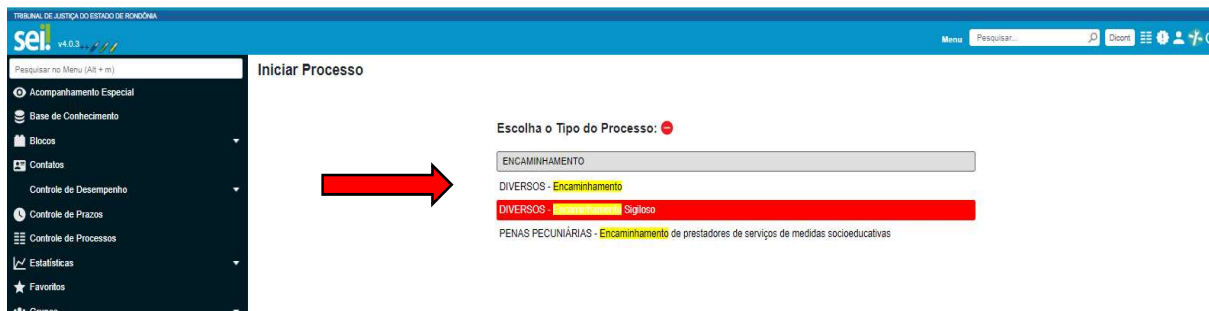 TRIBUNAL DE JUSTIÇA DO ESTADO DE RONDÔNIA
sei! v4.0.3
Menu Pesquisar... Dicont
Pesquisar no Menu (Alt + m)
Iniciar Processo
Acompanhamento Especial
Base de Conhecimento
Escolha o Tipo do Processo:
Blocos
Contatos
ENCAMINHAMENTO
Controle de Desempenho
DIVERSOS - Encaminhamento
Controle de Prazos
DIVERSOS - Encaminhamento Sigiloso
Controle de Processos
PENAS PECUNIÁRIAS - Encaminhamento de prestadores de serviços de medidas socioeducativas
Estatísticas
Favoritos
Grupos